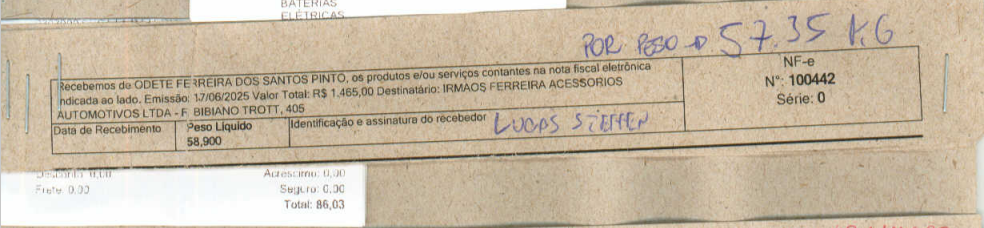 BATERIAS
ELÉTRICAS
POR PESO → 57.35 KG
Recebemos de ODETE FERREIRA DOS SANTOS PINTO, os produtos e/ou serviços contantes na nota fiscal eletrônica
indicada ao lado. Emissão: 17/06/2025 Valor Total: R$ 1.465,00 Destinatário: IRMAOS FERREIRA ACESSORIOS
AUTOMOTIVOS LTDA - F BIBIANO TROTT, 405
NF-e
N°: 100442
Série: 0
Data de Recebimento
Peso Líquido
58,900
Identificação e assinatura do recebedor
LUCAS STEFFEN
Desconto 0,00
Acréscimo: 0,00
Frete: 0.00
Seguro: 0,00
Total: 86,03